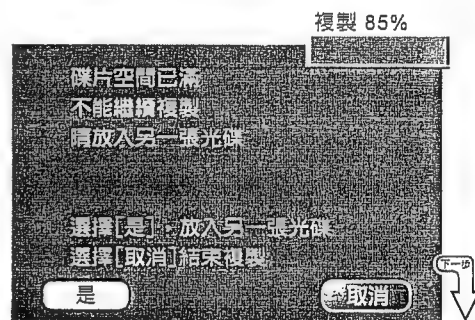 複製 85%
碟片空間已滿
不能繼續複製
請放入另一張光碟
選擇[是]，放入另一張光碟
選擇[取消]結束複製
是
取消
下一步